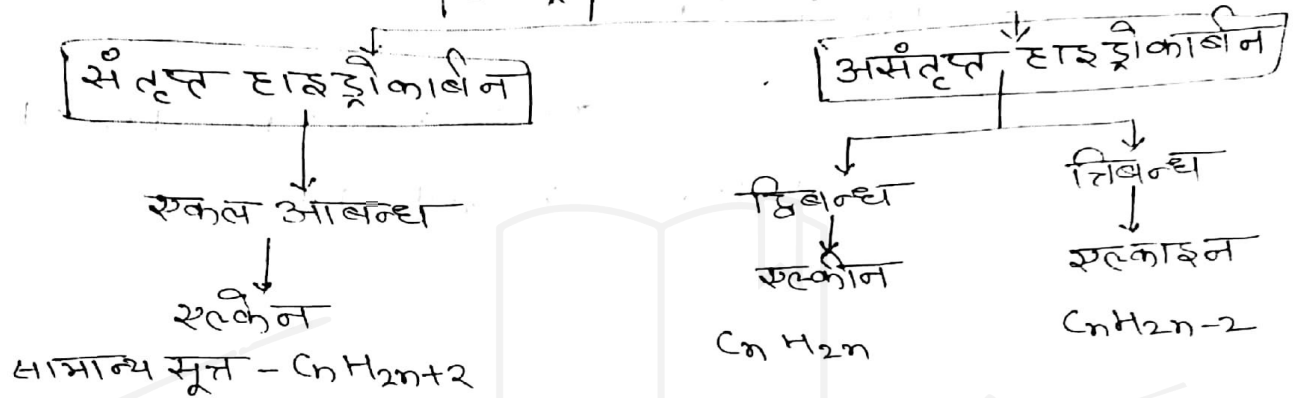 संतृप्त हाइड्रोकार्बन
असंतृप्त हाइड्रोकार्बन
एकल आबन्ध
द्विबन्ध
त्रिबन्ध
एल्केन
एल्कीन
एल्काइन
सामान्य सूत्र - CnH2n+2
CnH2n
CnH2n-2